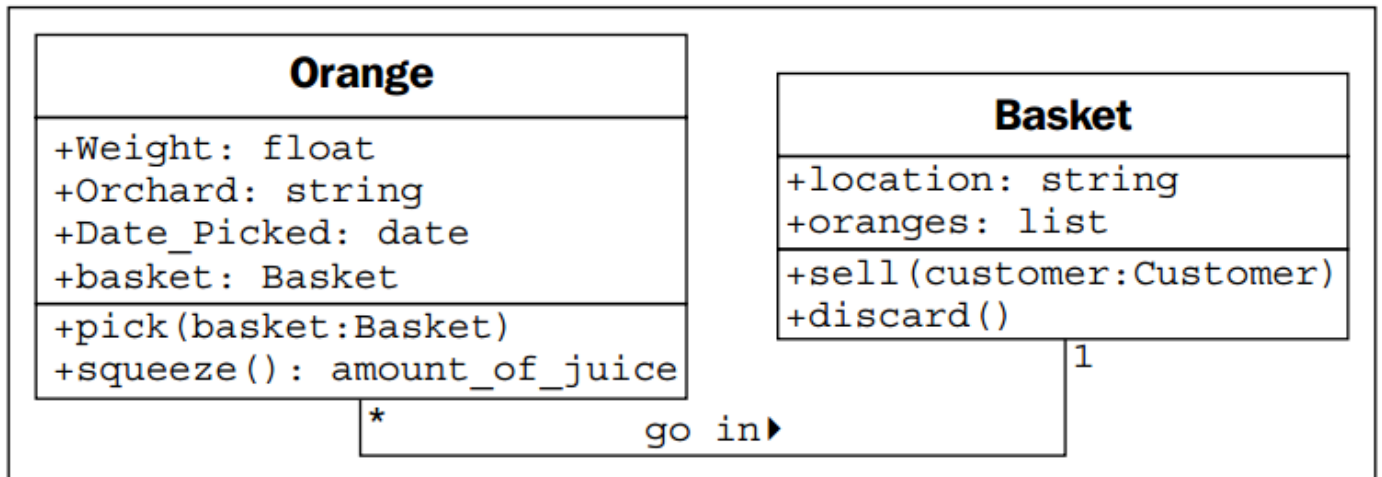 Orange
+Weight: float
+Orchard: string
+Date_Picked: date
+basket: Basket
+pick(basket:Basket)
+squeeze(): amount_of_juice
Basket
+location: string
+oranges: list
+sell(customer:Customer)
+discard()
*
go in▶
1